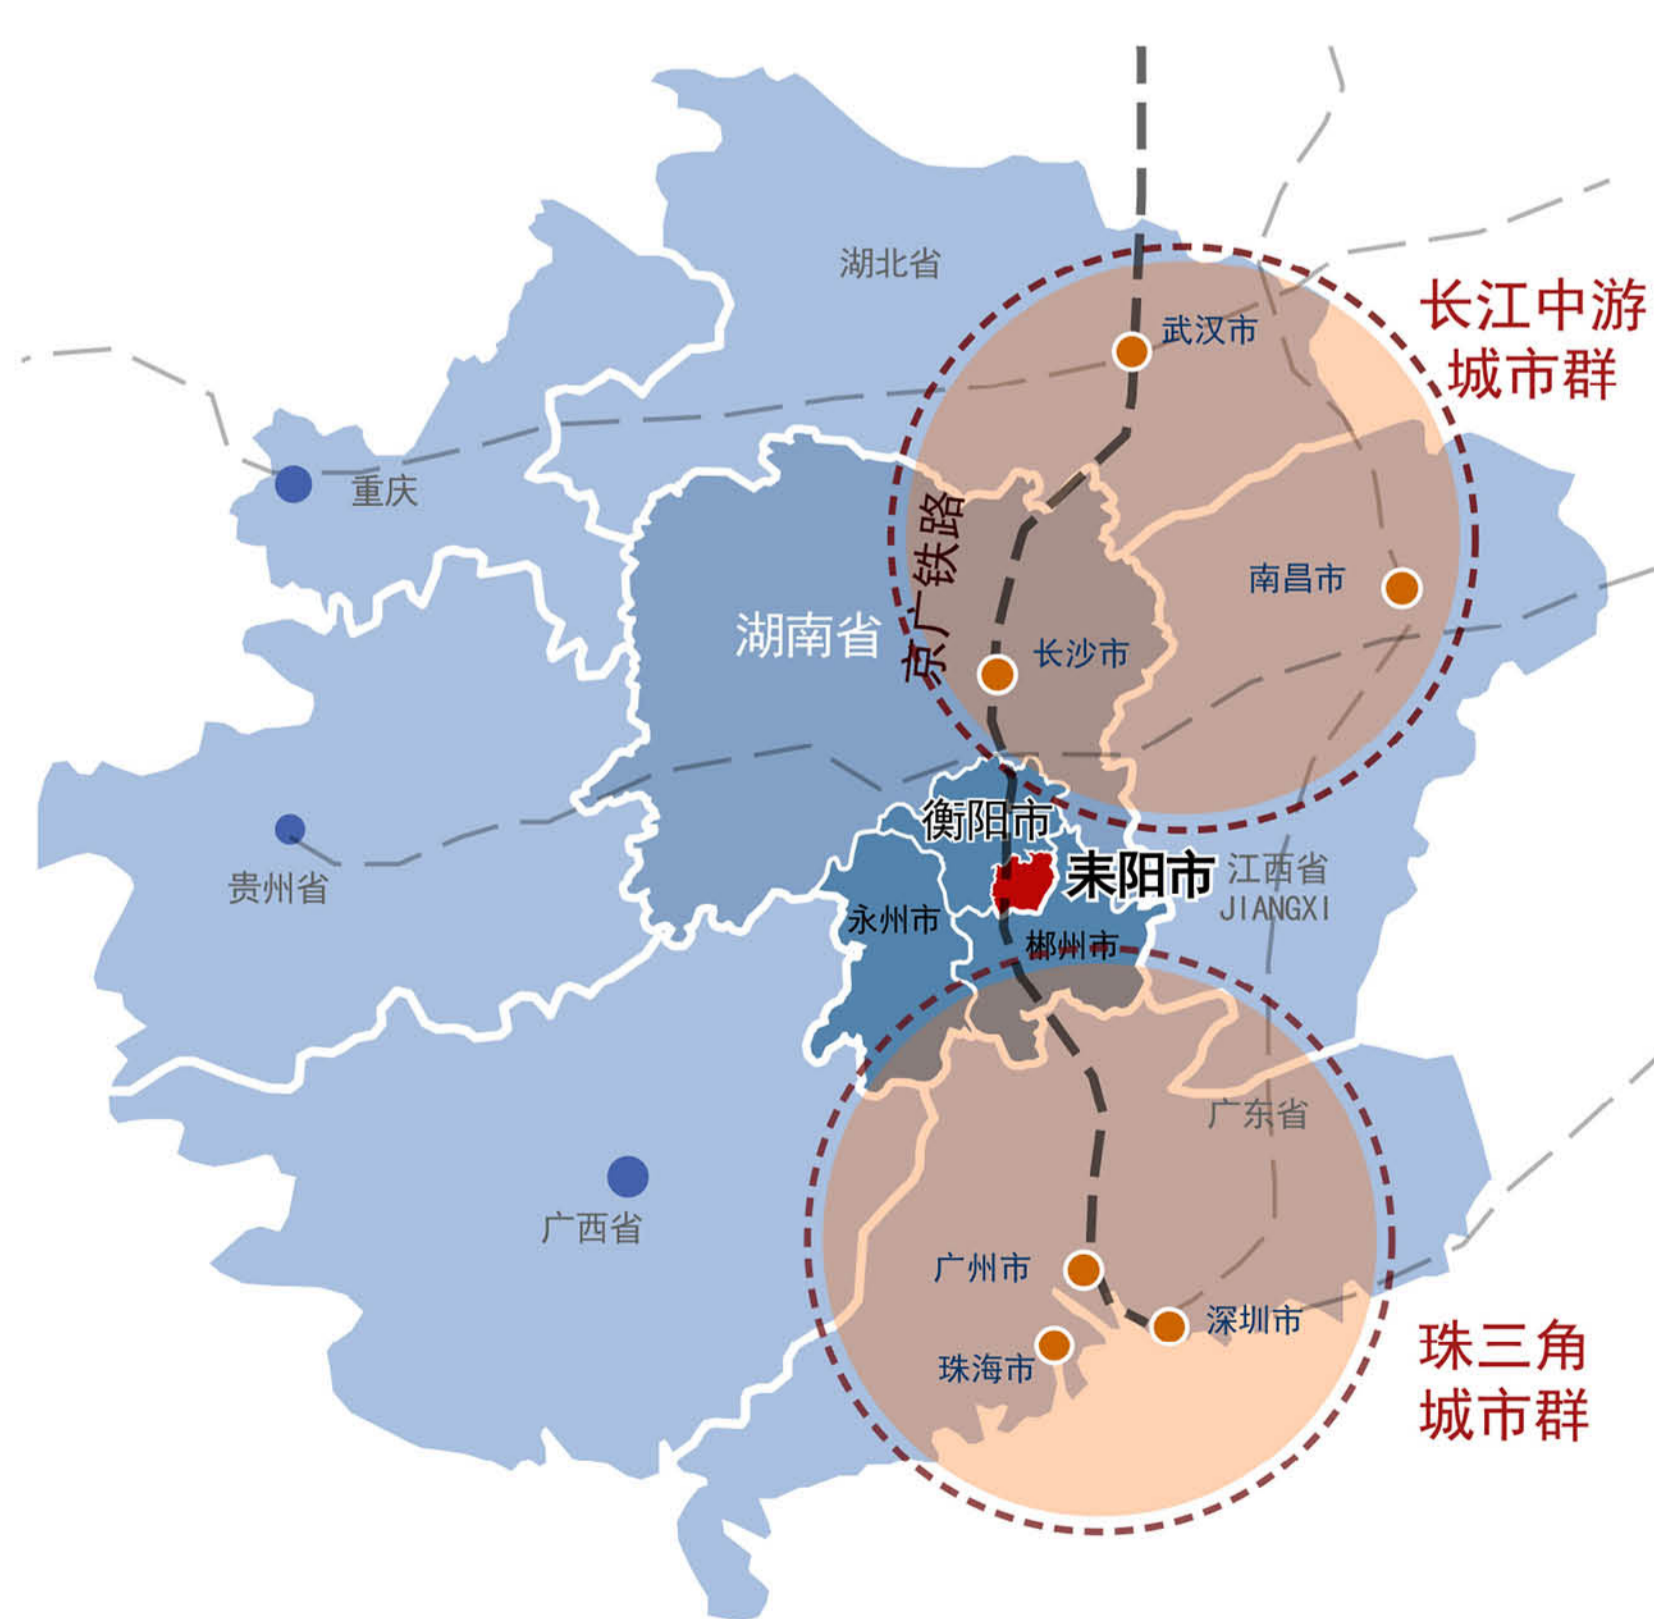 湖北省
长江中游
城市群
武汉市
重庆
京广铁路
南昌市
湖南省
长沙市
衡阳市
耒阳市
江西省
JIANGXI
贵州省
永州市
郴州市
广东省
广西省
广州市
深圳市
珠海市
珠三角
城市群